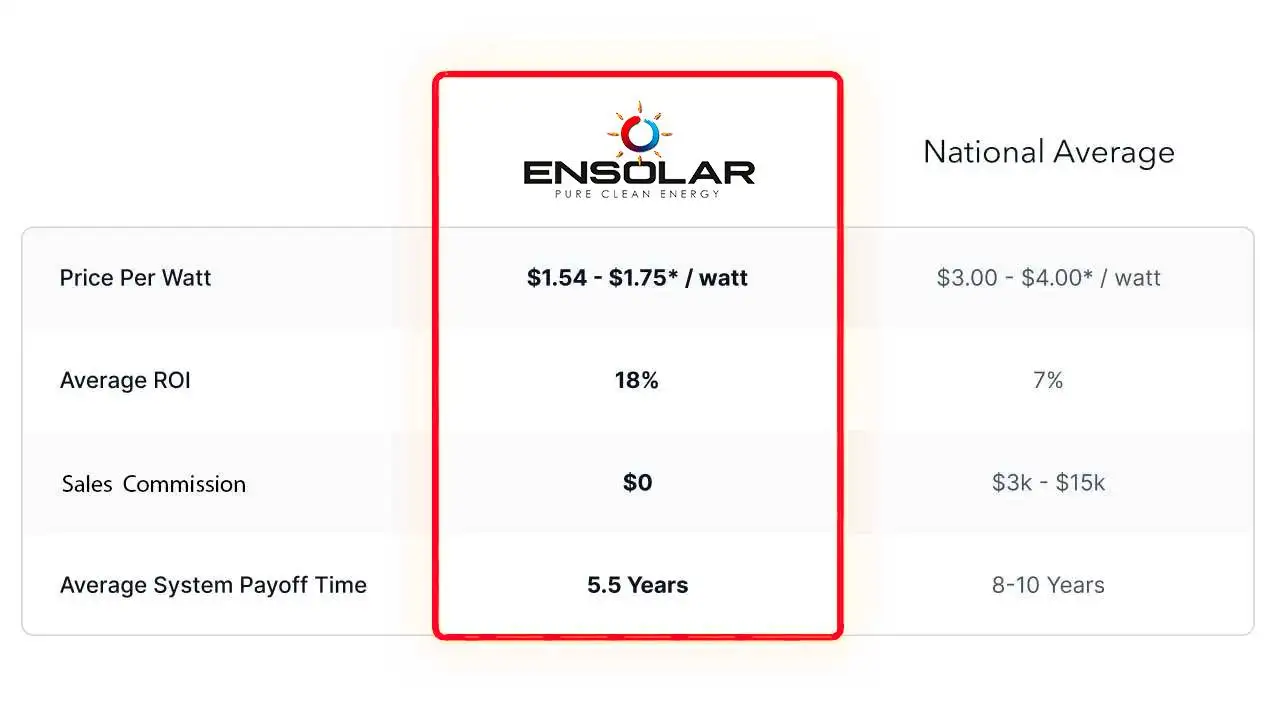 ENSOLAR
PURE CLEAN ENERGY
National Average
Price Per Watt
$1.54 - $1.75* / watt
$3.00 - $4.00* / watt
Average ROI
18%
7%
Sales Commission
$0
$3k - $15k
Average System Payoff Time
5.5 Years
8-10 Years